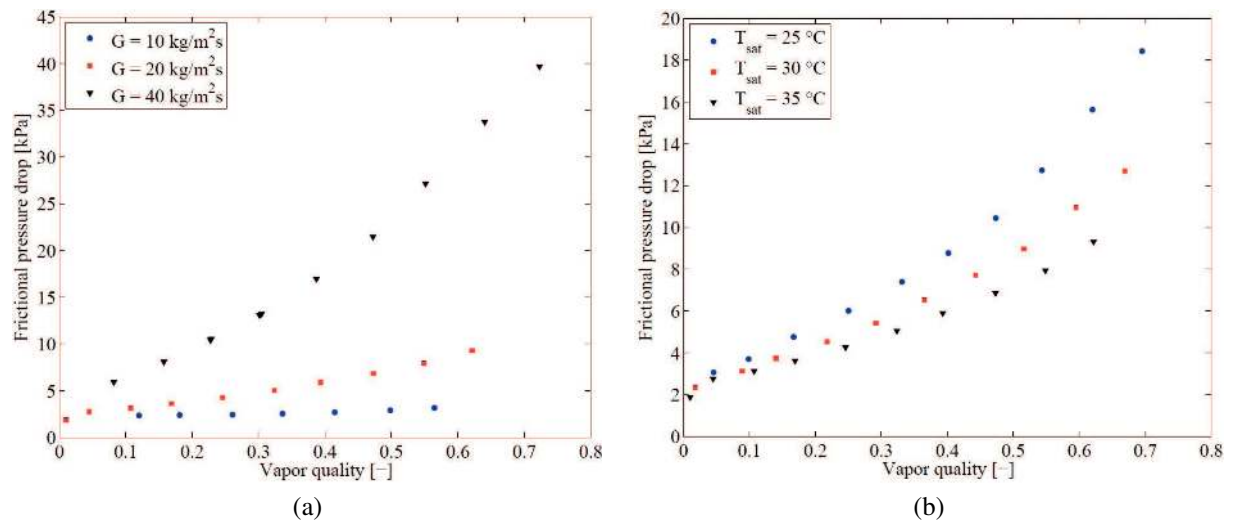 45
40
35
30
25
20
15
10
5
0
Frictional pressure drop [kPa]
G = 10 kg/m²s
G = 20 kg/m²s
G = 40 kg/m²s
0 0.1 0.2 0.3 0.4 0.5 0.6 0.7 0.8
Vapor quality [−]
(a)
20
18
16
14
12
10
8
6
4
2
0
Frictional pressure drop [kPa]
T_sat = 25 °C
T_sat = 30 °C
T_sat = 35 °C
0 0.1 0.2 0.3 0.4 0.5 0.6 0.7 0.8
Vapor quality [−]
(b)